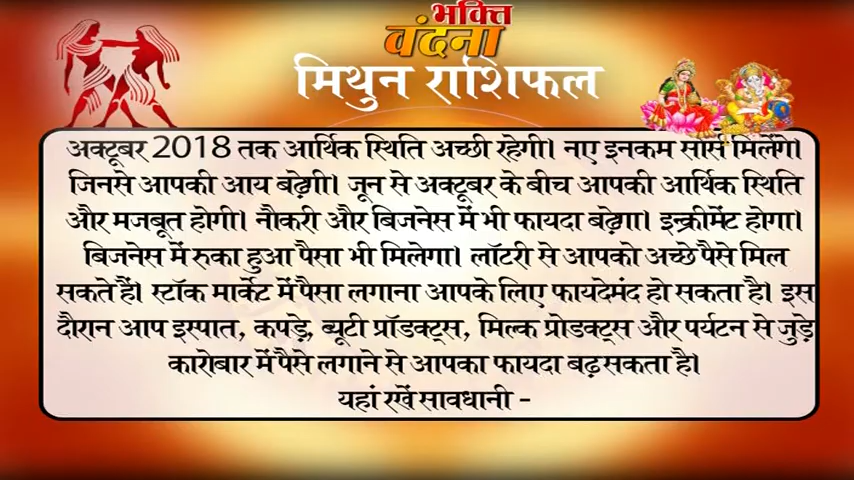 भक्ति
वंदना
मिथुन राशिफल
अक्टूबर 2018 तक आर्थिक स्थिति अच्छी रहेगी। नए इनकम सोर्स मिलेंगे।
जिनसे आपकी आय बढ़ेगी। जून से अक्टूबर के बीच आपकी आर्थिक स्थिति
और मजबूत होगी। नौकरी और बिजनेस में भी फायदा बढ़ेगा। इन्क्रीमेंट होगा।
बिजनेस में रुका हुआ पैसा भी मिलेगा। लॉटरी से आपको अच्छे पैसे मिल
सकते हैं। स्टॉक मार्केट में पैसा लगाना आपके लिए फायदेमंद हो सकता है। इस
दौरान आप इस्पात, कपड़े, ब्यूटी प्रॉडक्ट्स, मिल्क प्रोडक्ट्स और पर्यटन से जुड़े
कारोबार में पैसे लगाने से आपका फायदा बढ़ सकता है।
यहां रखें सावधानी -